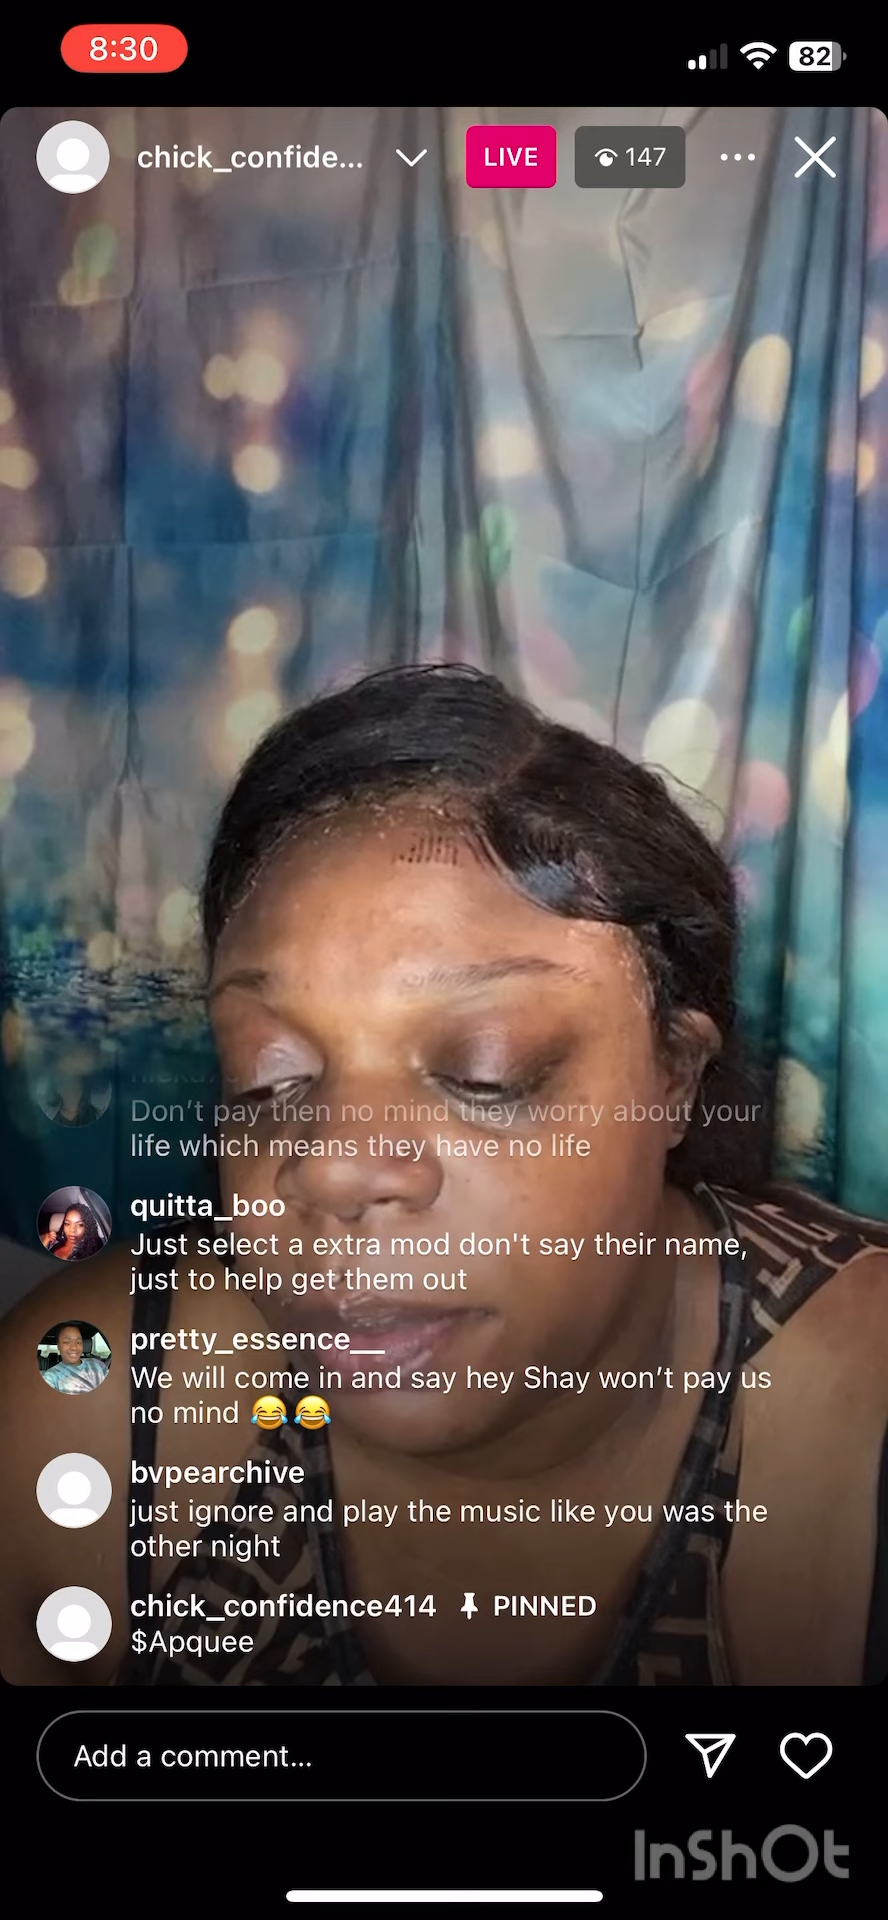 8:30
82
chick_confide...
LIVE
147
Don't pay then no mind they worry about your
life which means they have no life
quitta_boo
Just select a extra mod don't say their name,
just to help get them out
pretty_essence__
We will come in and say hey Shay won't pay us
no mind 😂😂
bvpearchive
just ignore and play the music like you was the
other night
chick_confidence414 PINNED
$Apquee
Add a comment...
InShOt